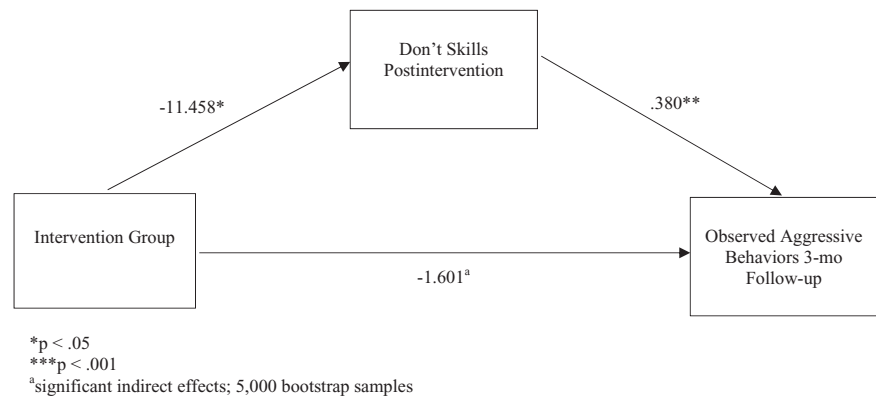 Don’t Skills
Postintervention
-11.458*
.380**
Intervention Group
Observed Aggressive
Behaviors 3-mo
Follow-up
-1.601ᵃ
*p < .05
***p < .001
ᵃsignificant indirect effects; 5,000 bootstrap samples